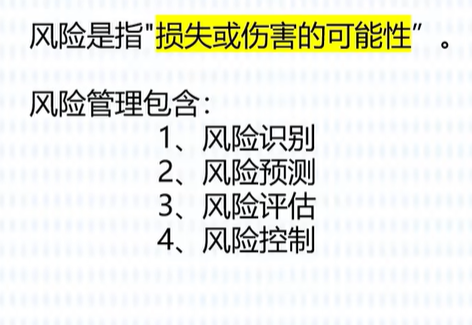 风险是指"损失或伤害的可能性”。
风险管理包含：
1、风险识别
2、风险预测
3、风险评估
4、风险控制